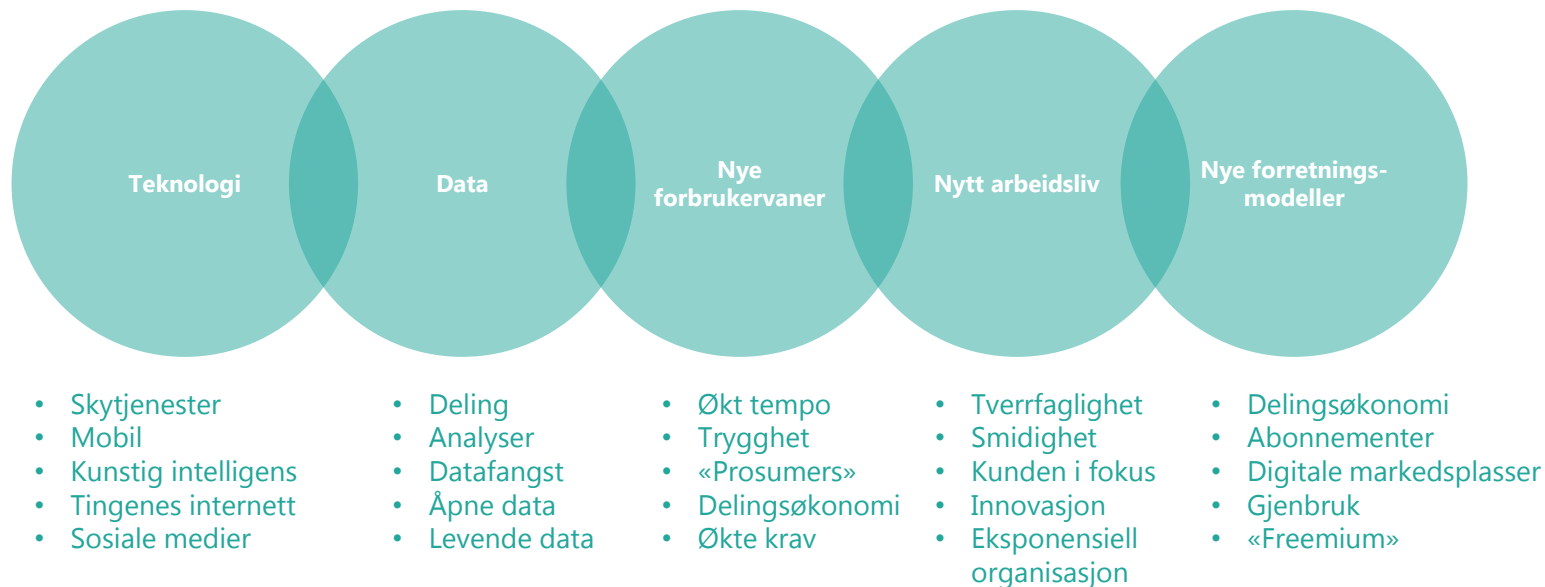 Teknologi
Data
Nye
forbrukervaner
Nytt arbeidsliv
Nye forretnings-
modeller
• Skytjenester
• Mobil
• Kunstig intelligens
• Tingenes internett
• Sosiale medier
• Deling
• Analyser
• Datafangst
• Åpne data
• Levende data
• Økt tempo
• Trygghet
• «Prosumers»
• Delingsøkonomi
• Økte krav
• Tverrfaglighet
• Smidighet
• Kunden i fokus
• Innovasjon
• Eksponensiell
organisasjon
• Delingsøkonomi
• Abonnementer
• Digitale markedsplasser
• Gjenbruk
• «Freemium»